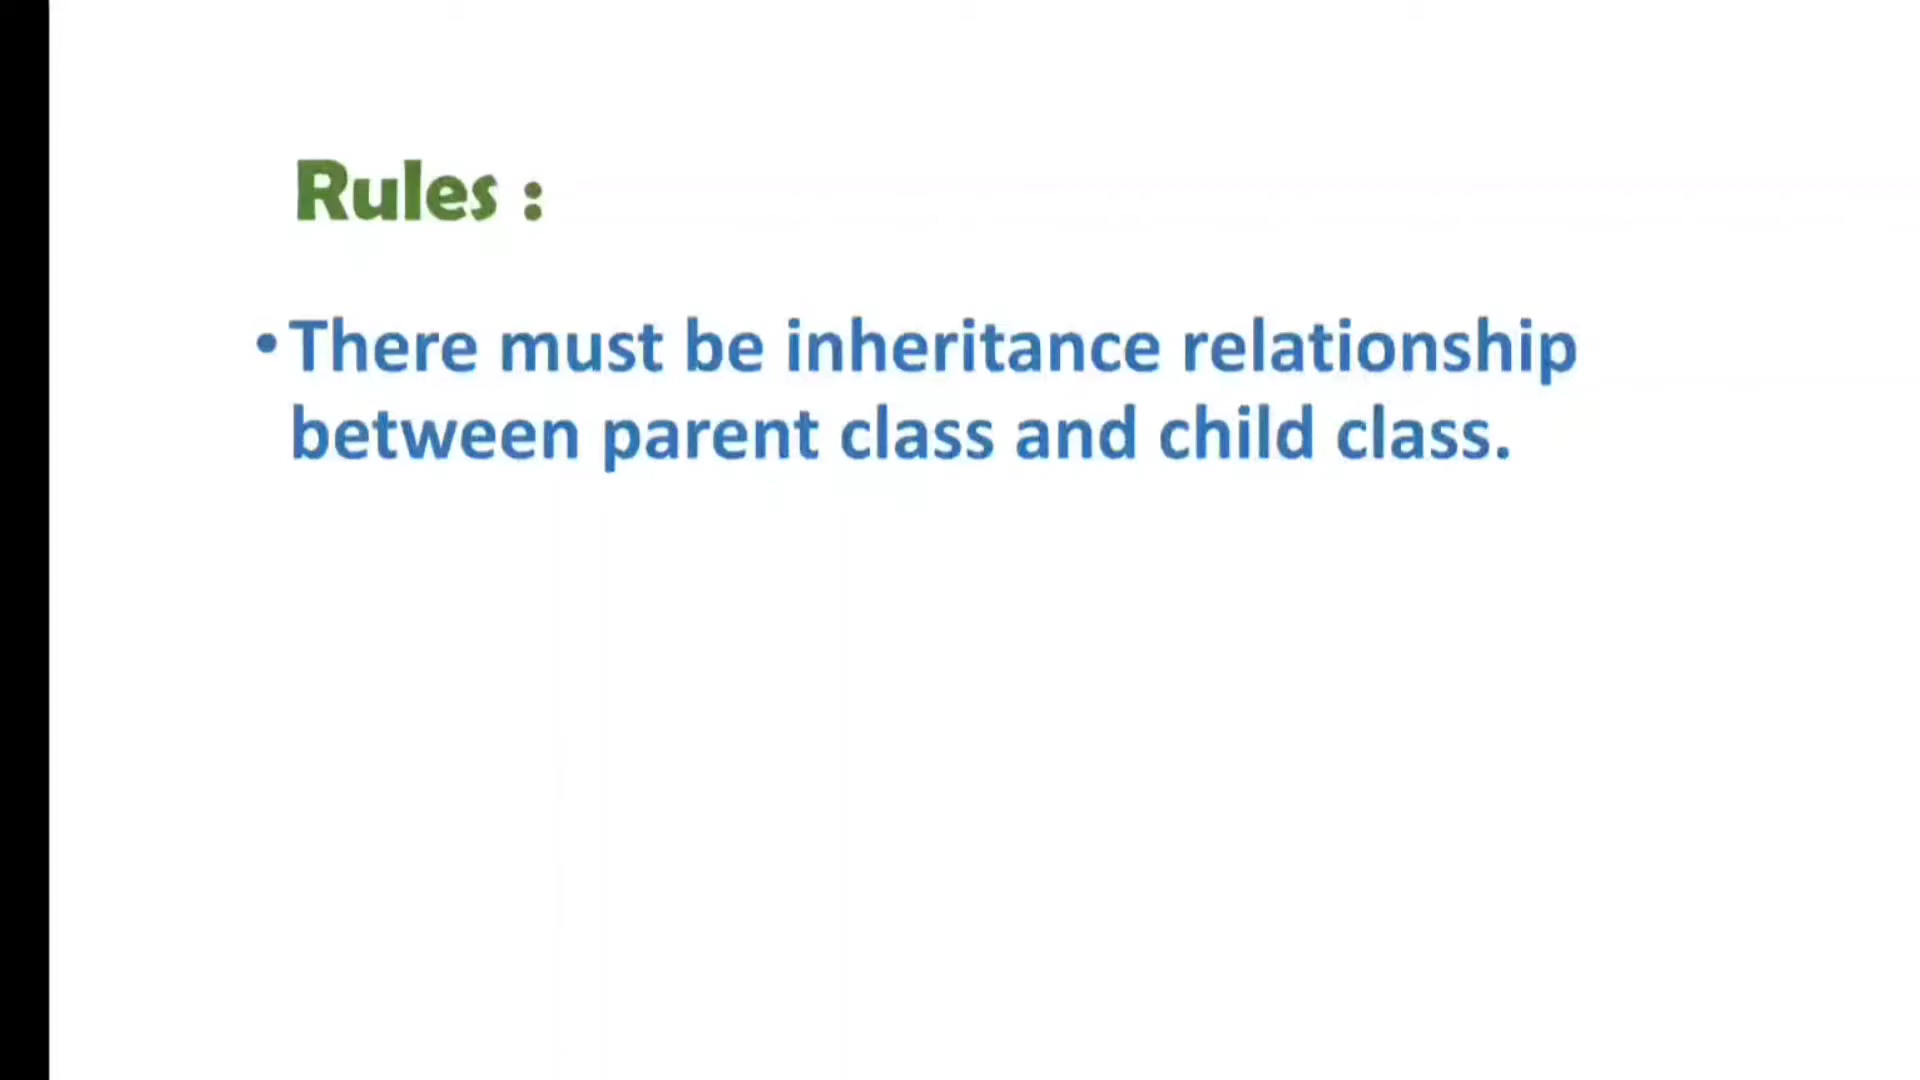 Rules :
•There must be inheritance relationship
between parent class and child class.